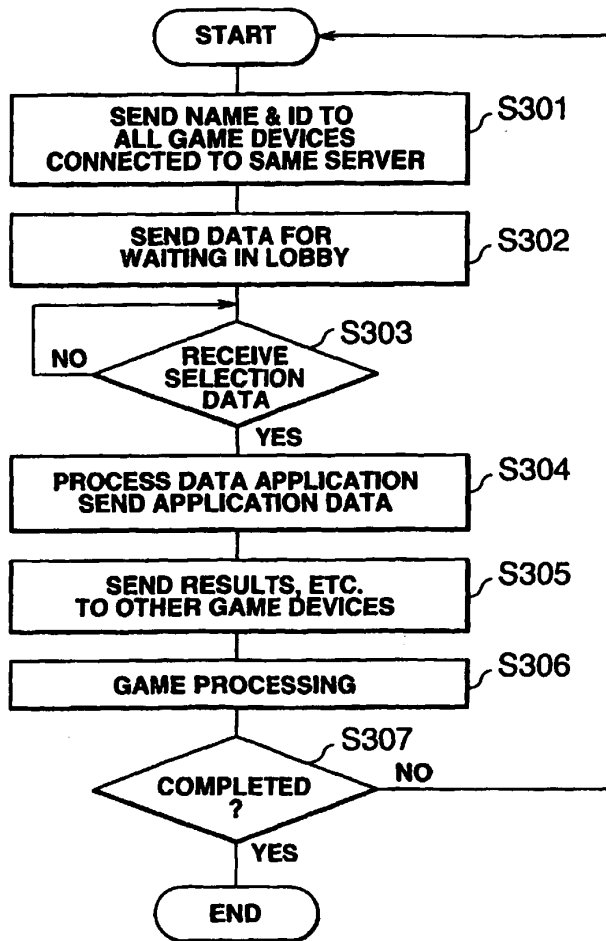 START
SEND NAME & ID TO
ALL GAME DEVICES
CONNECTED TO SAME SERVER
S301
SEND DATA FOR
WAITING IN LOBBY
S302
S303
NO
RECEIVE
SELECTION
DATA
YES
PROCESS DATA APPLICATION
SEND APPLICATION DATA
S304
SEND RESULTS, ETC.
TO OTHER GAME DEVICES
S305
GAME PROCESSING
S306
S307
COMPLETED
?
NO
YES
END